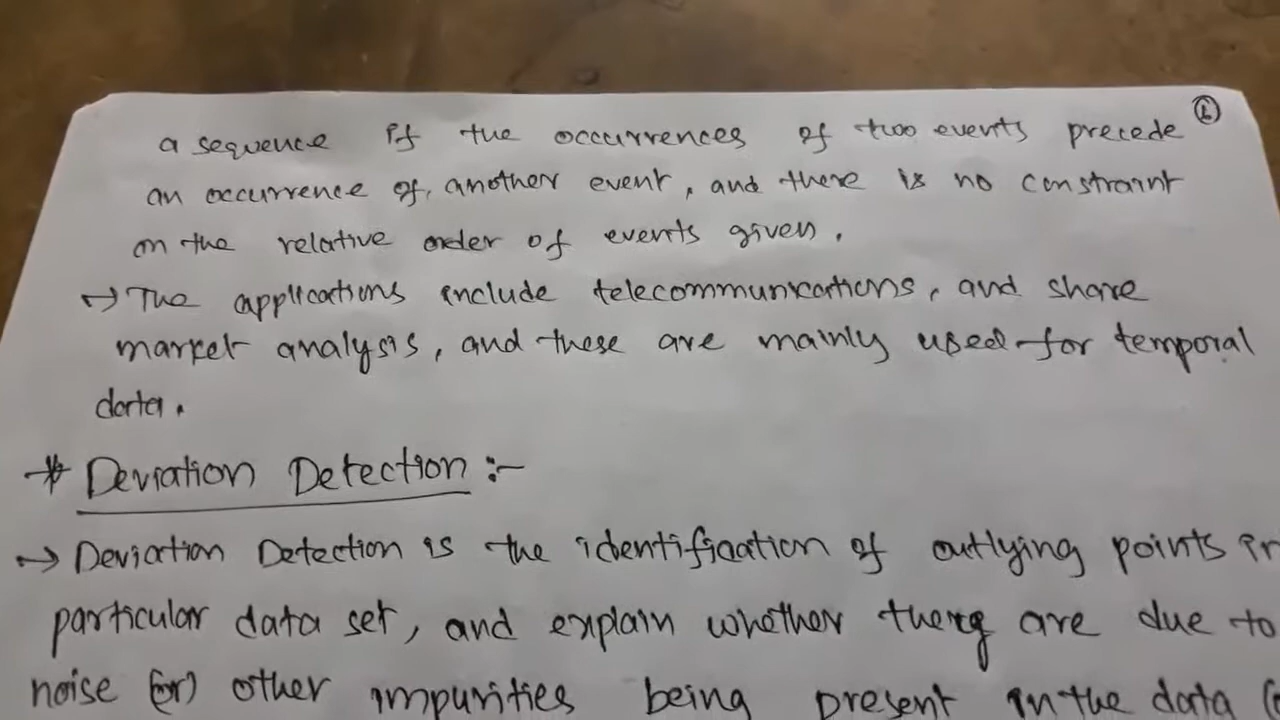 a sequence if the occurrences of two events precede
an occurrence of another event, and there is no constraint
on the relative order of events given.
→ The applications include telecommunications, and share
market analysis, and these are mainly used for temporal
data.
* Deviation Detection :-
→ Deviation Detection is the identification of outlying points in
particular data set, and explain whether are due to
noise (or) other impurities being present in the data